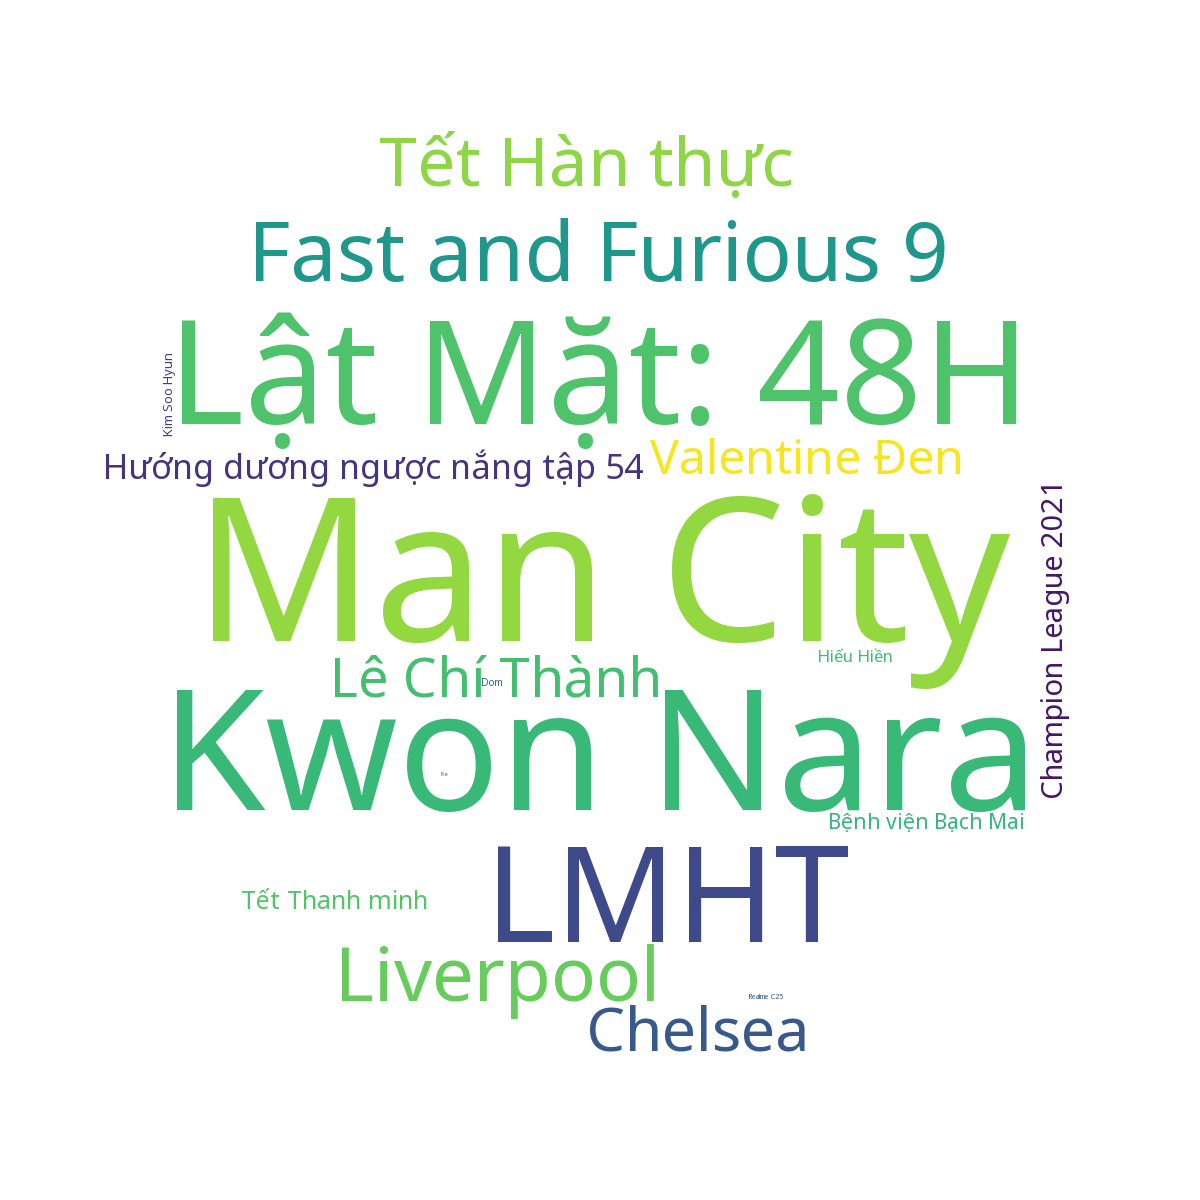 Tết Hàn thực
Fast and Furious 9
Lật Mặt: 48H
Kim Soo Hyun
Hướng dương ngược nắng tập 54
Valentine Đen
Man City
Champion League 2021
Hiếu Hiền
Lê Chí Thành
Dom
Kwon Nara
Re
Bệnh viện Bạch Mai
LMHT
Tết Thanh minh
Liverpool
Realme C25
Chelsea